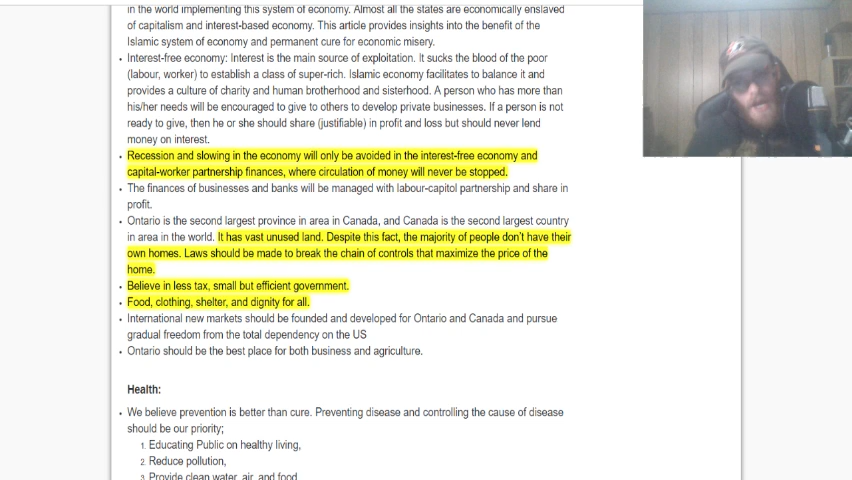 in the world implementing this system of economy. Almost all the states are economically enslaved
of capitalism and interest-based economy. This article provides insights into the benefit of the
Islamic system of economy and permanent cure for economic misery.
• Interest-free economy: Interest is the main source of exploitation. It sucks the blood of the poor
(labour, worker) to establish a class of super-rich. Islamic economy facilitates to balance it and
provides a culture of charity and human brotherhood and sisterhood. A person who has more than
his/her needs will be encouraged to give to others to develop private businesses. If a person is not
ready to give, then he or she should share (justifiable) in profit and loss but should never lend
money on interest.
• Recession and slowing in the economy will only be avoided in the interest-free economy and
capital-worker partnership finances, where circulation of money will never be stopped.
• The finances of businesses and banks will be managed with labour-capitol partnership and share in
profit.
• Ontario is the second largest province in area in Canada, and Canada is the second largest country
in area in the world. It has vast unused land. Despite this fact, the majority of people don't have their
own homes. Laws should be made to break the chain of controls that maximize the price of the
home.
• Believe in less tax, small but efficient government.
• Food, clothing, shelter, and dignity for all.
• International new markets should be founded and developed for Ontario and Canada and pursue
gradual freedom from the total dependency on the US
• Ontario should be the best place for both business and agriculture.
Health:
• We believe prevention is better than cure. Preventing disease and controlling the cause of disease
should be our priority;
1. Educating Public on healthy living,
2. Reduce pollution,
3. Provide clean water, air, and food